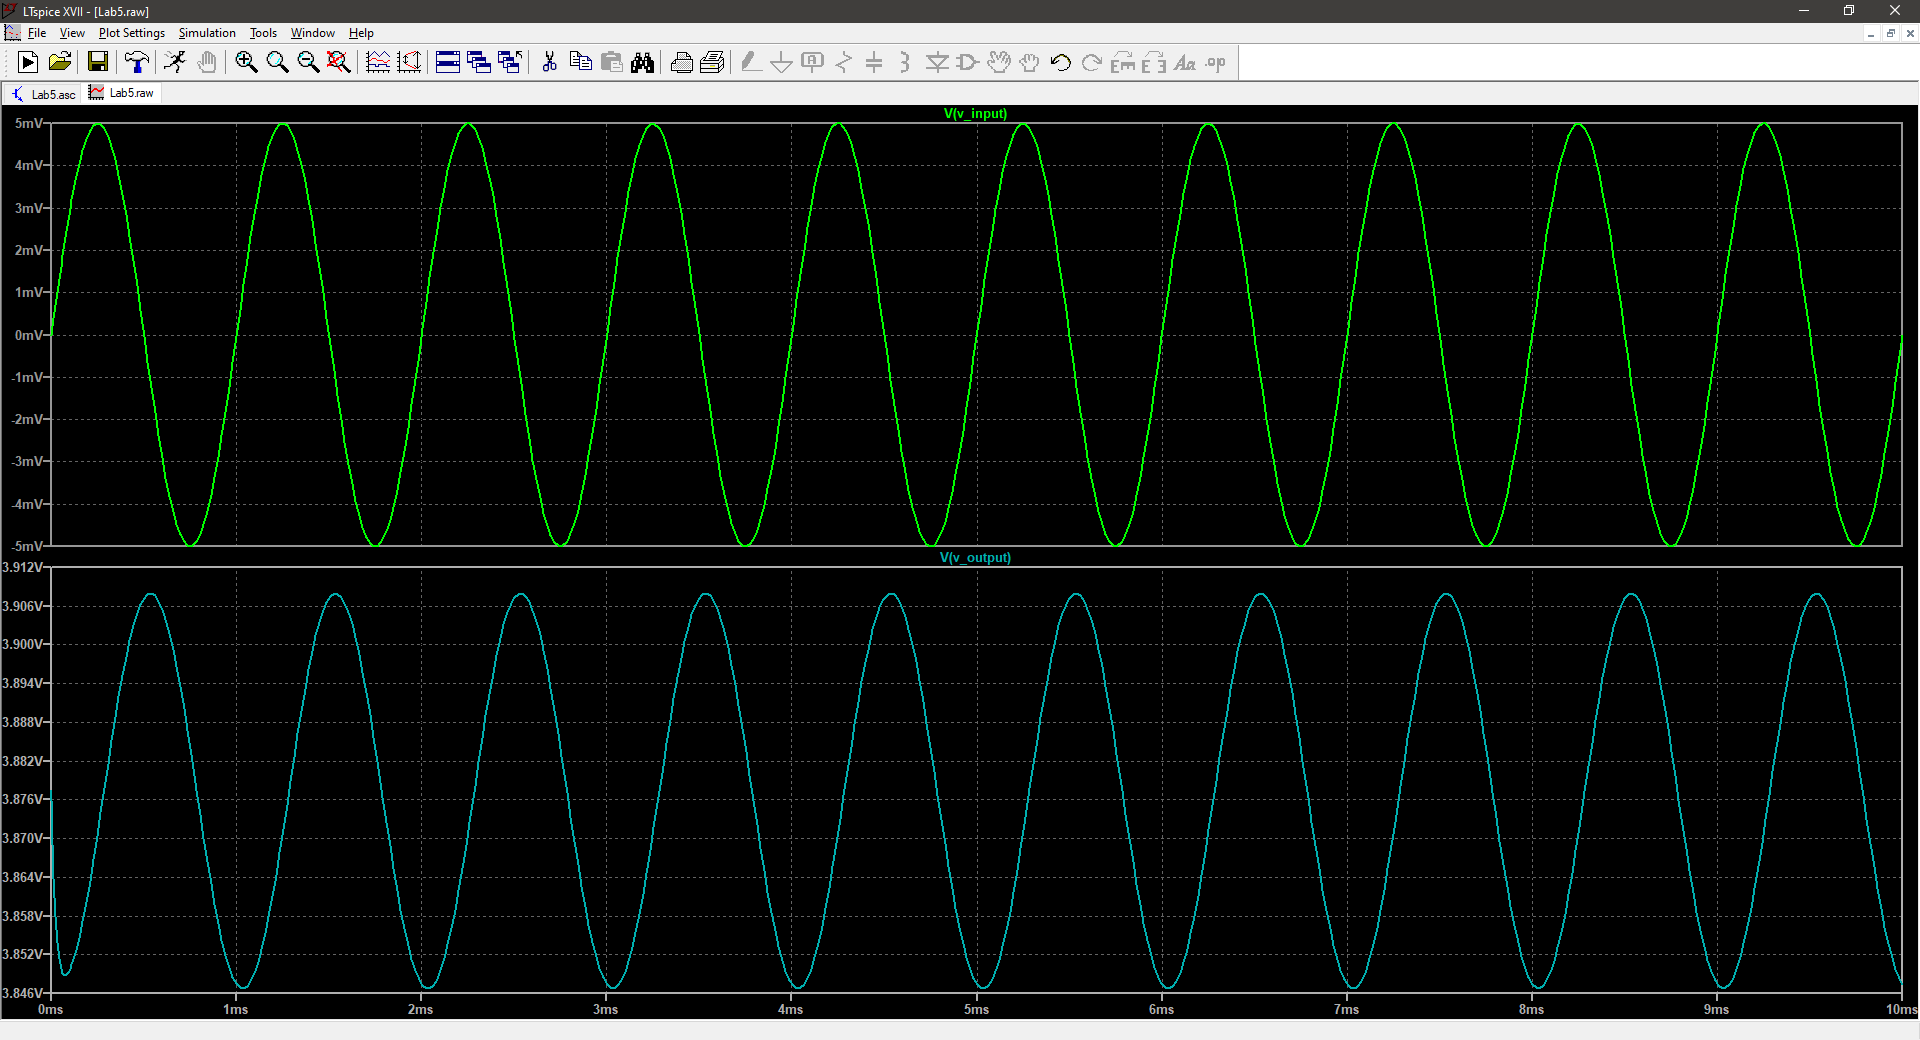 LTspice XVII - [Lab5.raw]
File View Plot Settings Simulation Tools Window Help
A Aa .op
Lab5.asc Lab5.raw
V(v_input)
5mV
4mV
3mV
2mV
1mV
0mV
-1mV
-2mV
-3mV
-4mV
-5mV
V(v_output)
3.912V
3.906V
3.900V
3.894V
3.888V
3.882V
3.876V
3.870V
3.864V
3.858V
3.852V
3.846V
0ms 1ms 2ms 3ms 4ms 5ms 6ms 7ms 8ms 9ms 10ms